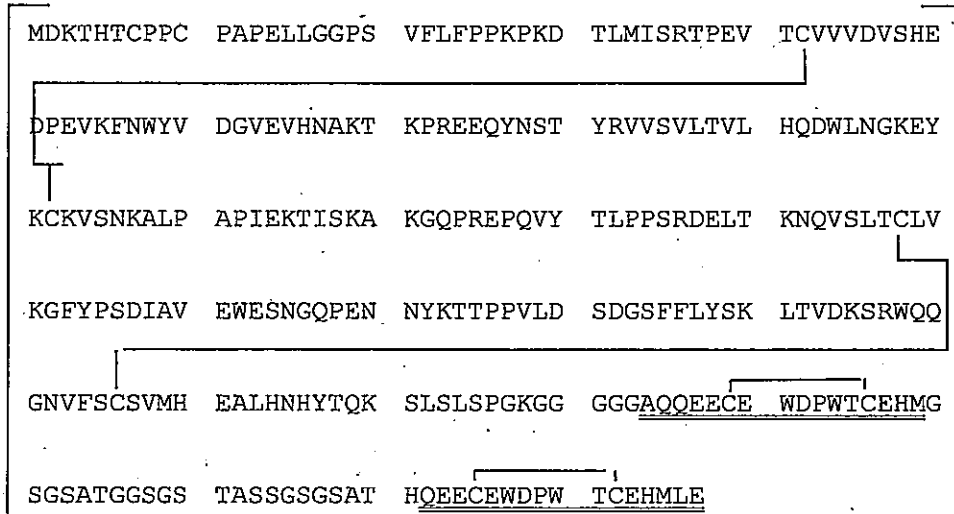 MDKTHTCPPC PAPELLGGPS VFLFPPKPKD TLMISRTPEV TCVVVDVSHE
DPEVKFNWYV DGVEVHNAKT KPREEQYNST YRVVSVLTVL HQDWLNGKEY
KCKVSNKALP APIEKTISKA KGQPREPQVY TLPPSRDELT KNQVSLTCLV
KGFYPSDIAV EWESNGQPEN NYKTTPPVLD SDGSFFLYSK LTVDKSRWQQ
GNVFSCSVMH EALHNHYTQK SLSLSPGKGG GGGAQQEECE WDPWTCEHMG
SGSATGGSGS TASSGSGSAT HQEECEWDPW TCEHMLE